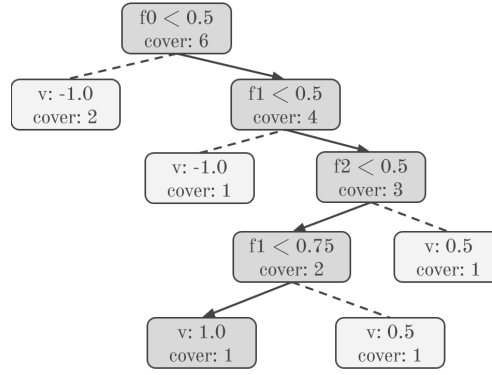 f0 < 0.5
cover: 6
v: -1.0
cover: 2
f1 < 0.5
cover: 4
v: -1.0
cover: 1
f2 < 0.5
cover: 3
f1 < 0.75
cover: 2
v: 0.5
cover: 1
v: 1.0
cover: 1
v: 0.5
cover: 1